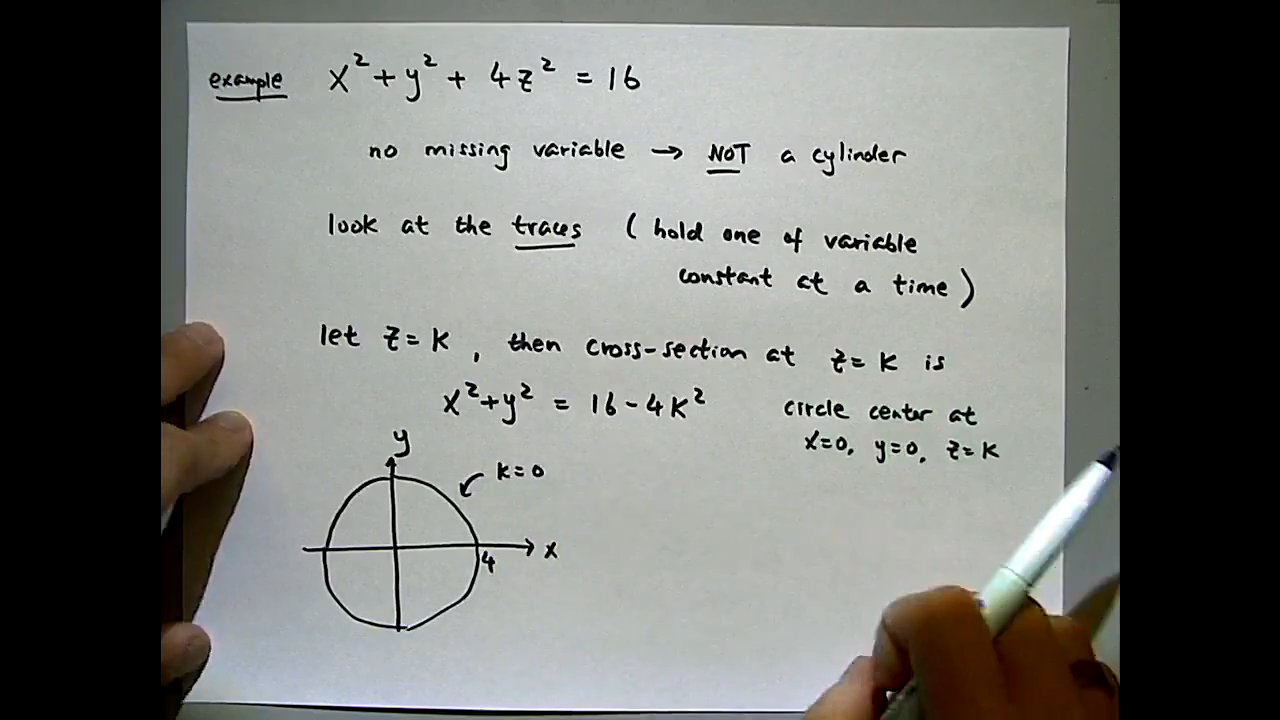 example x² + y² + 4z² = 16
no missing variable → NOT a cylinder
look at the traces (hold one of variable
constant at a time)
let z = k, then cross-section at z = k is
x² + y² = 16 - 4k²
circle center at
x=0, y=0, z=k
y
k=0
x
4